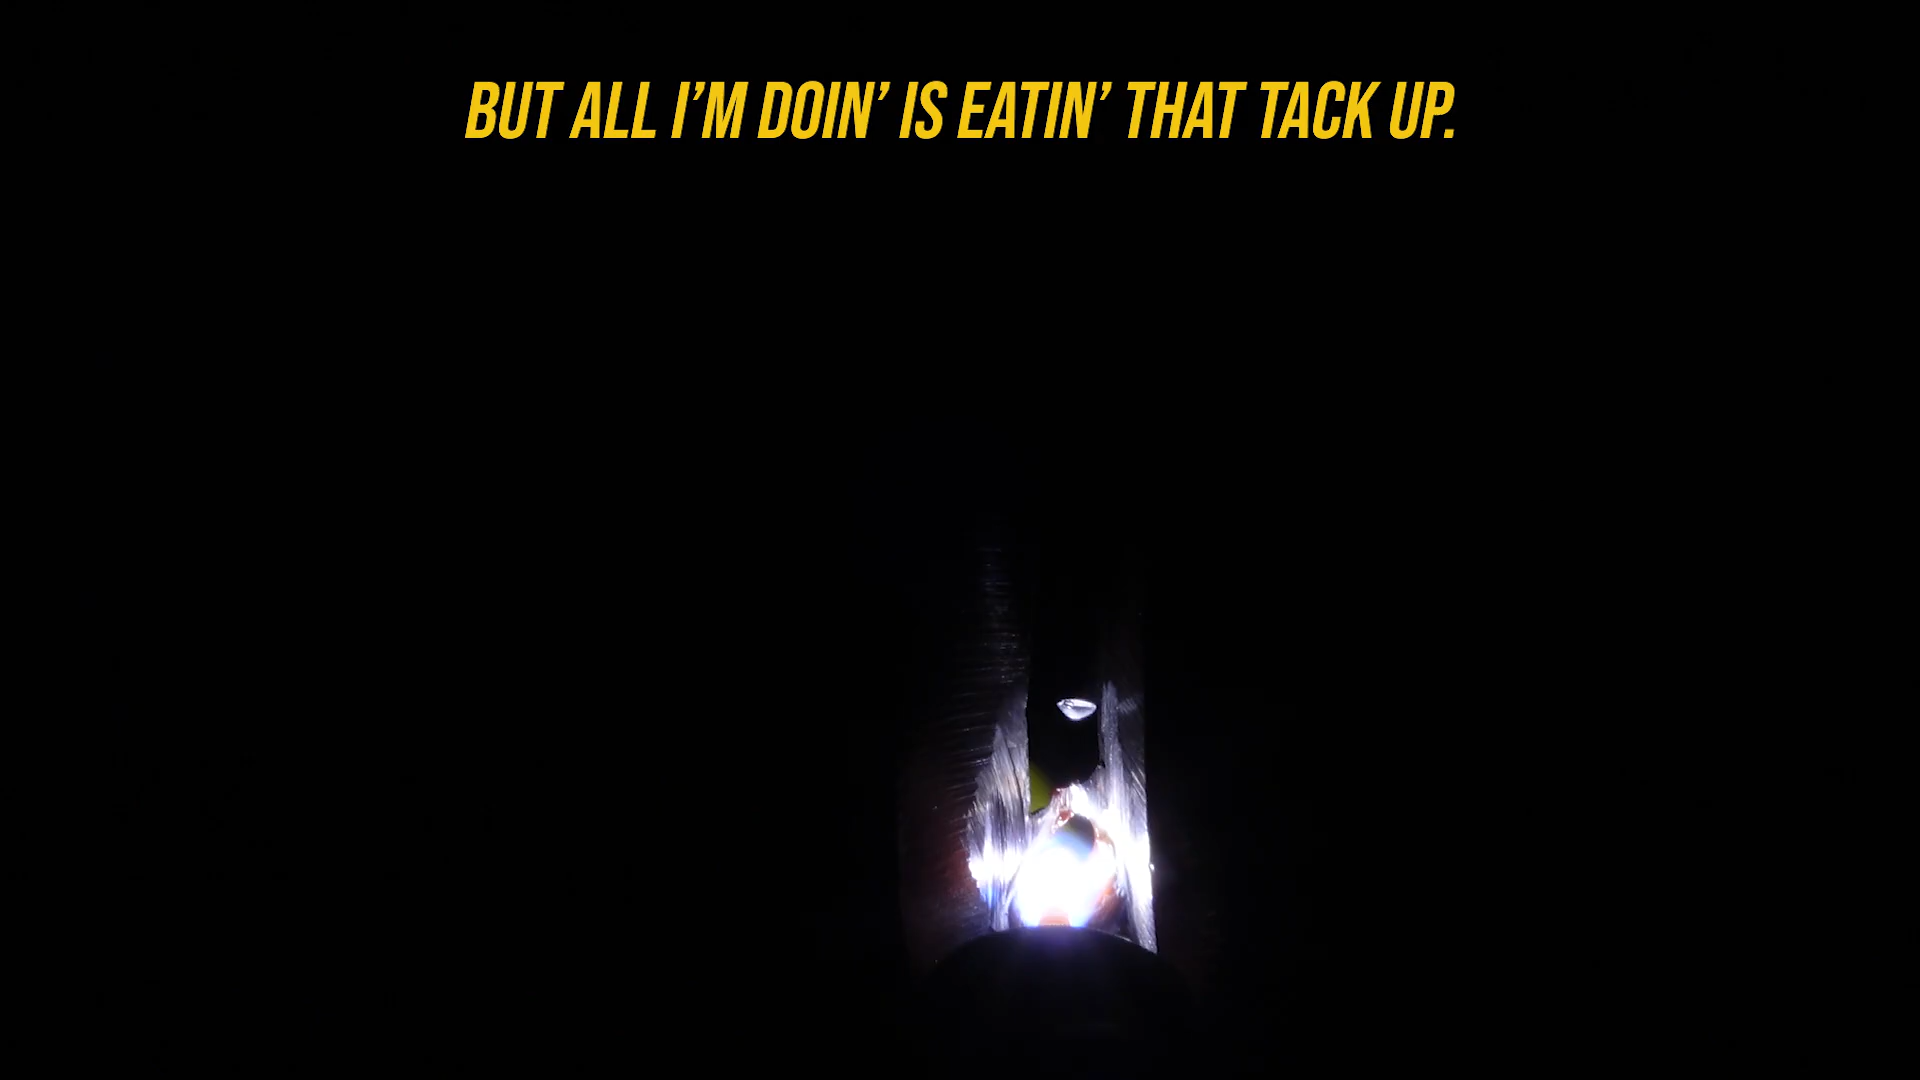 BUT ALL I’M DOIN’ IS EATIN’ THAT TACK UP.